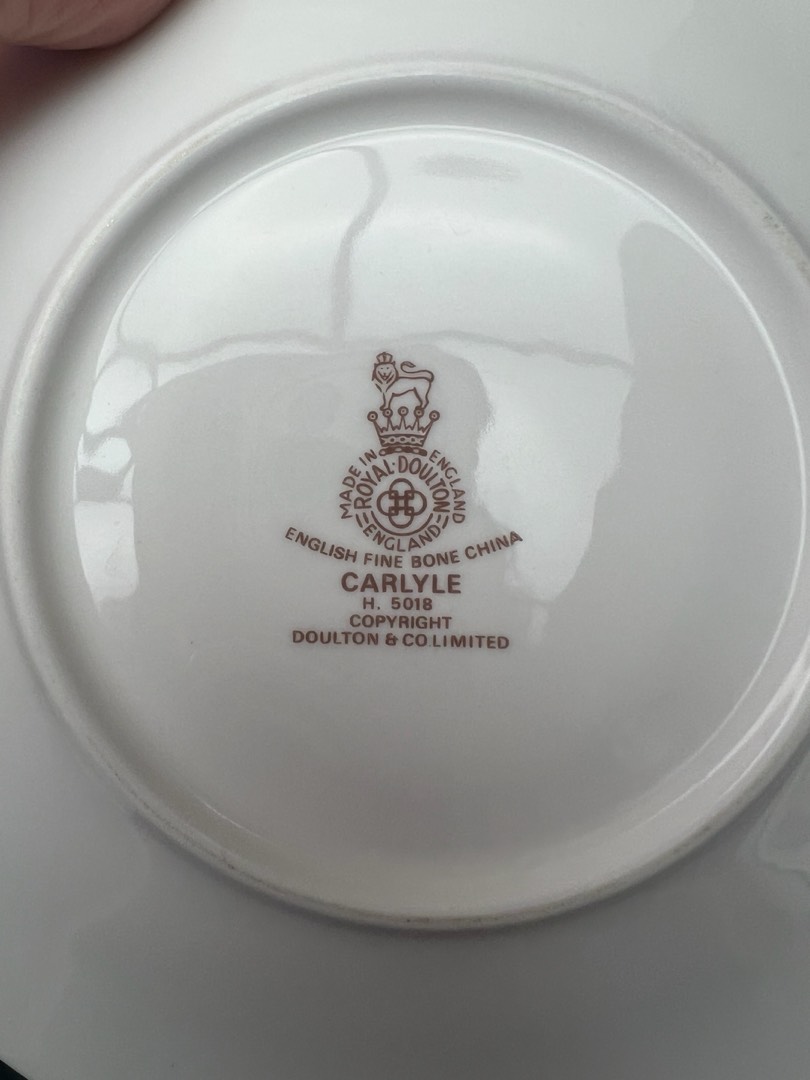 MADE IN ENGLAND
ROYAL·DOULTON
ENGLAND
ENGLISH FINE BONE CHINA
CARLYLE
H. 5018
COPYRIGHT
DOULTON & CO.LIMITED